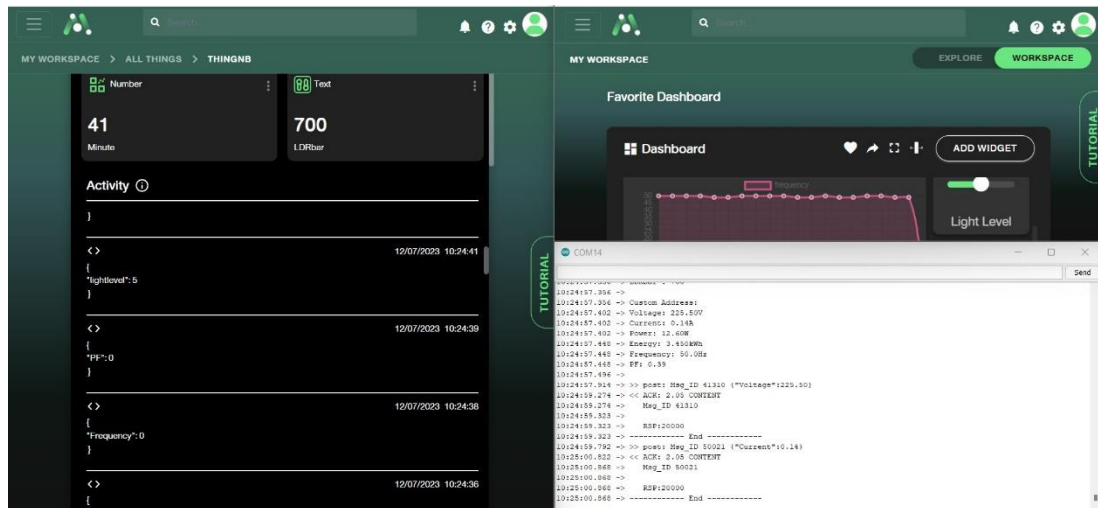 Search...
MY WORKSPACE > ALL THINGS > THINGNB
Number
Text
41
Minute
700
LDRbar
Activity
}
<> 12/07/2023 10:24:41
{
"lightlevel": 5
}
<> 12/07/2023 10:24:39
{
"PF": 0
}
<> 12/07/2023 10:24:38
{
"Frequency": 0
}
<> 12/07/2023 10:24:36
{
TUTORIAL
Search...
MY WORKSPACE
EXPLORE
WORKSPACE
Favorite Dashboard
TUTORIAL
Dashboard
ADD WIDGET
frequency
50
Light Level
COM14
Send
10:24:57.356 ->
10:24:57.356 -> Custom Address:
10:24:57.402 -> Voltage: 225.50V
10:24:57.402 -> Current: 0.14A
10:24:57.402 -> Power: 12.60W
10:24:57.448 -> Energy: 3.450kWh
10:24:57.448 -> Frequency: 50.0Hz
10:24:57.448 -> PF: 0.39
10:24:57.496 ->
10:24:57.914 -> >> post: Msg_ID 41310 {"Voltage":225.50}
10:24:59.274 -> << ACK: 2.05 CONTENT
10:24:59.274 -> Msg_ID 41310
10:24:59.323 ->
10:24:59.323 -> RSP:20000
10:24:59.323 -> ------------ End ------------
10:24:59.792 -> >> post: Msg_ID 50021 {"Current":0.14}
10:25:00.822 -> << ACK: 2.05 CONTENT
10:25:00.868 -> Msg_ID 50021
10:25:00.868 ->
10:25:00.868 -> RSP:20000
10:25:00.868 -> ------------ End ------------